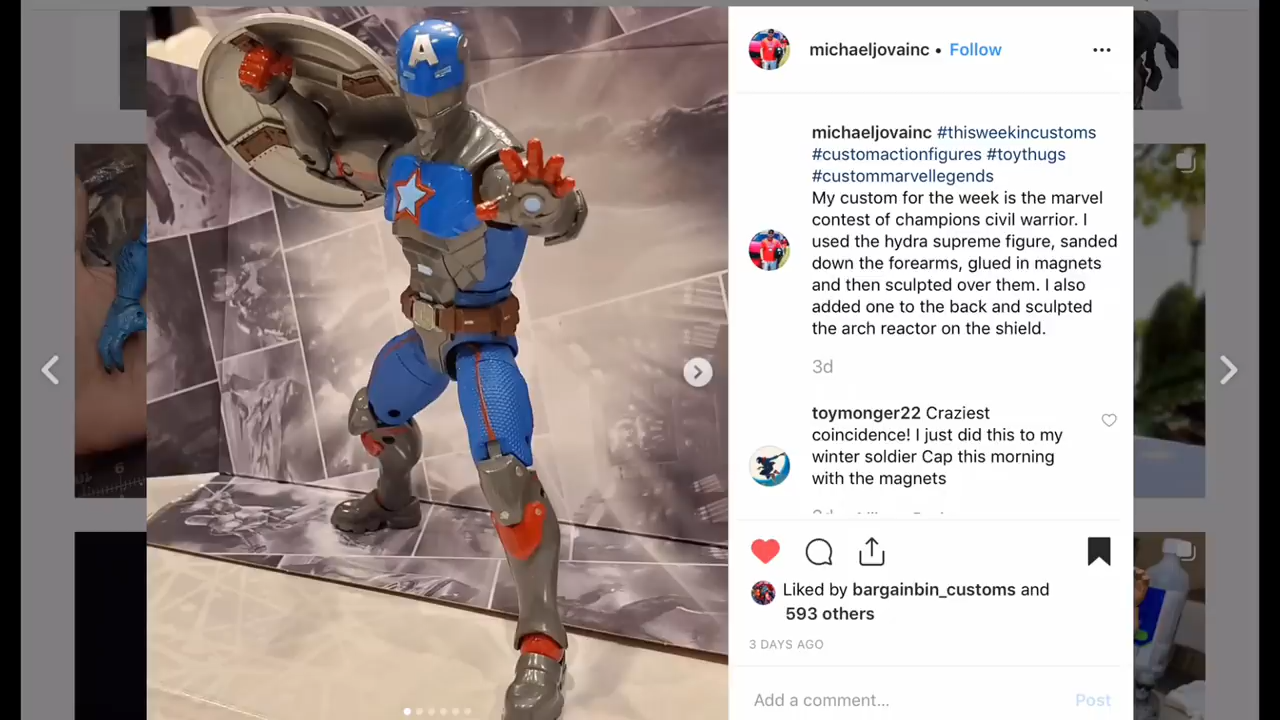 A
6
michaeljovainc • Follow
michaeljovainc #thisweekincustoms
#customactionfigures #toythugs
#custommarvellegends
My custom for the week is the marvel
contest of champions civil warrior. I
used the hydra supreme figure, sanded
down the forearms, glued in magnets
and then sculpted over them. I also
added one to the back and sculpted
the arch reactor on the shield.
3d
toymonger22 Craziest
coincidence! I just did this to my
winter soldier Cap this morning
with the magnets
Liked by bargainbin_customs and
593 others
3 DAYS AGO
Add a comment... Post